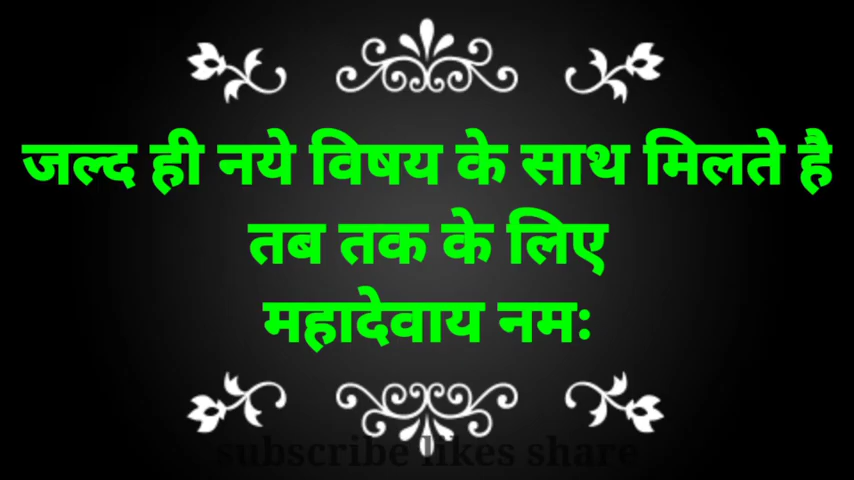 जल्द ही नये विषय के साथ मिलते है
तब तक के लिए
महादेवाय नमः
subscribe likes share